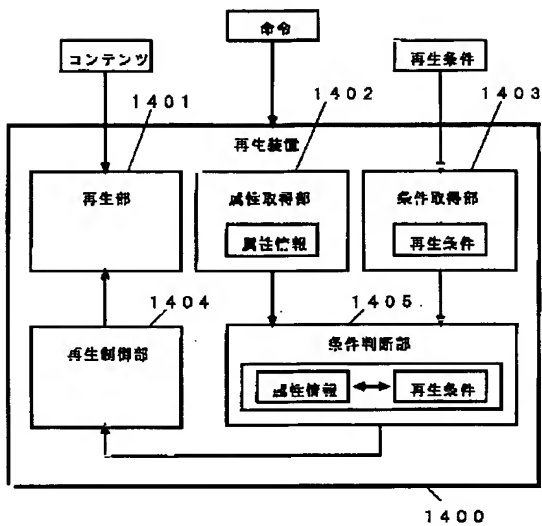 命令
コンテンツ
再生条件
1401
1402
1403
再生装置
再生部
属性取得部
条件取得部
属性情報
再生条件
1404
1405
再生制御部
条件判断部
属性情報
再生条件
1400